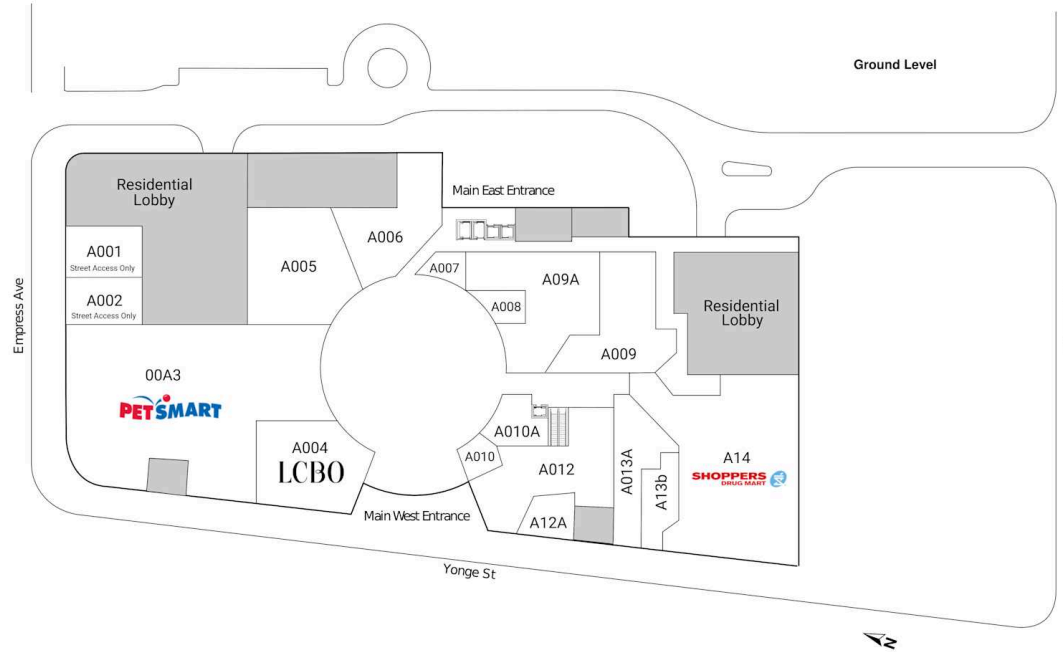 Ground Level
Residential
Lobby
Main East Entrance
A001
Street Access Only
A002
Street Access Only
A005
A006
A007
A008
A09A
A009
Residential
Lobby
Empress Ave
00A3
PETSMART
A004
LCBO
A010A
A010
A012
A12A
A013A
A13b
A14
SHOPPERS
DRUG MART
Main West Entrance
Yonge St
N